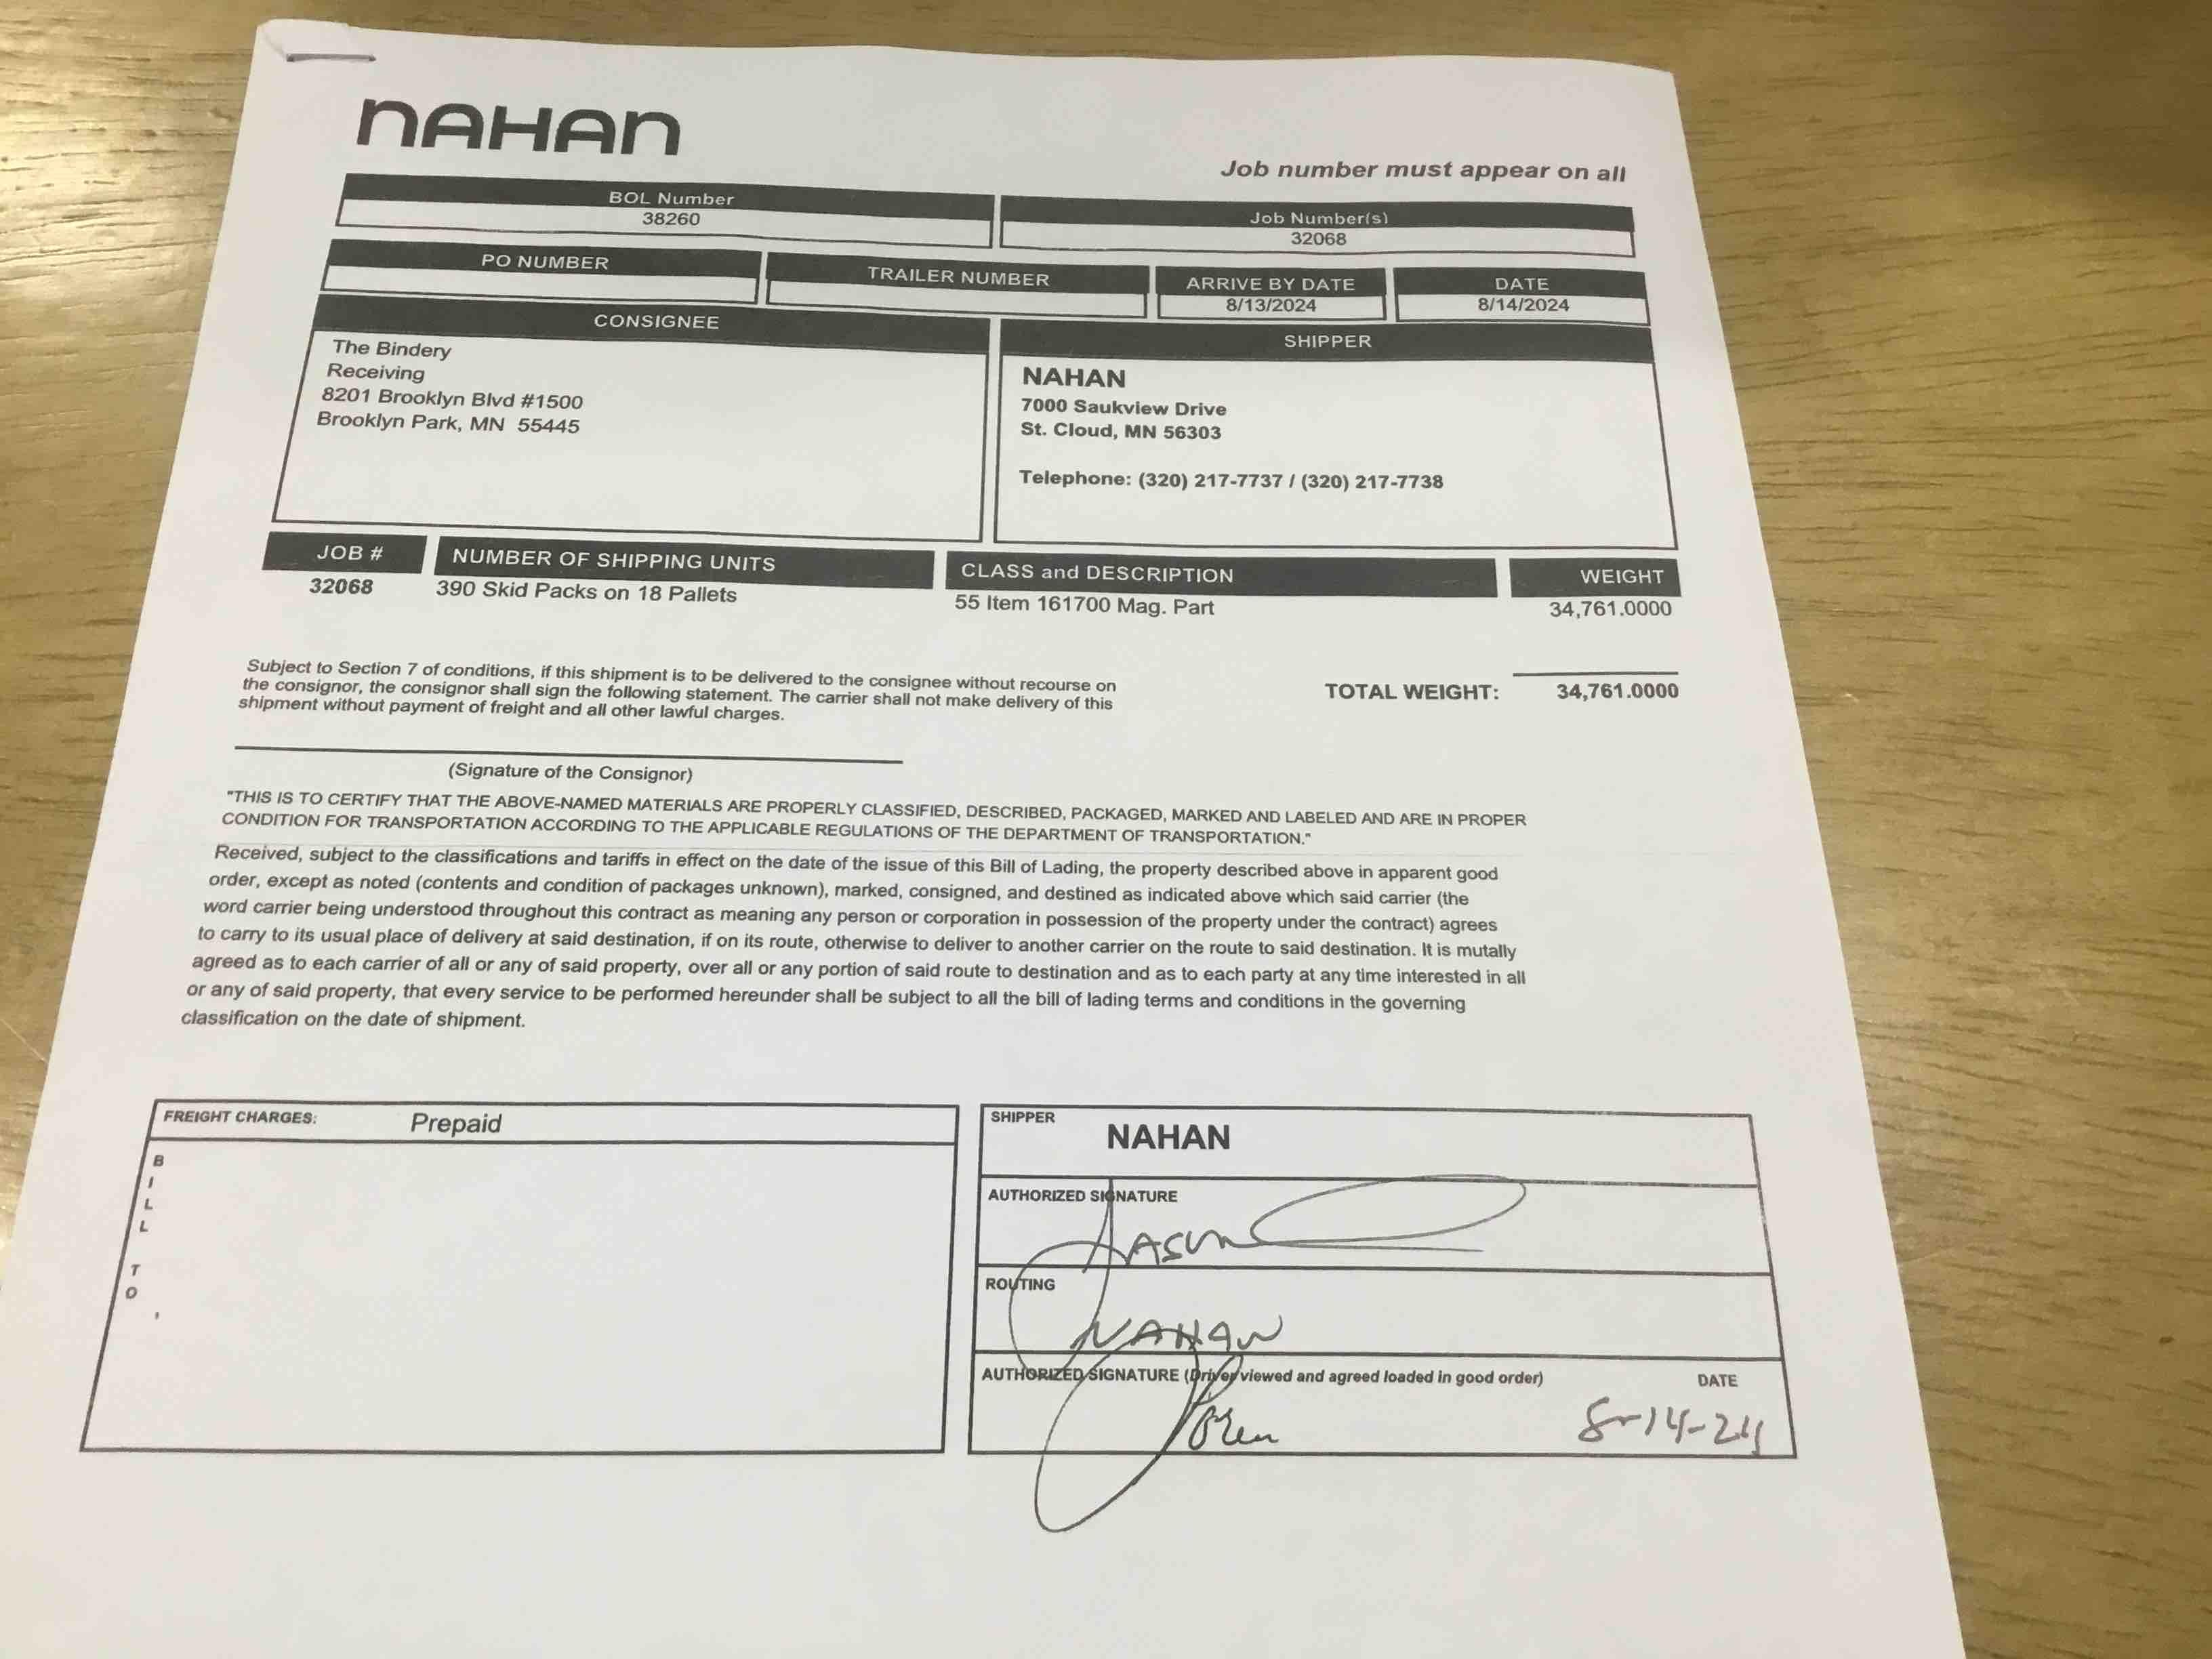 NAHAN
Job number must appear on all
BOL Number
38260
Job Number(s)
32068
PO NUMBER
TRAILER NUMBER
ARRIVE BY DATE
8/13/2024
DATE
8/14/2024
CONSIGNEE
The Bindery
Receiving
8201 Brooklyn Blvd #1500
Brooklyn Park, MN 55445
SHIPPER
NAHAN
7000 Saukview Drive
St. Cloud, MN 56303
Telephone: (320) 217-7737 / (320) 217-7738
JOB # NUMBER OF SHIPPING UNITS CLASS and DESCRIPTION WEIGHT
32068 390 Skid Packs on 18 Pallets 55 Item 161700 Mag. Part 34,761.0000
Subject to Section 7 of conditions, if this shipment is to be delivered to the consignee without recourse on
the consignor, the consignor shall sign the following statement. The carrier shall not make delivery of this
shipment without payment of freight and all other lawful charges.
TOTAL WEIGHT: 34,761.0000
(Signature of the Consignor)
"THIS IS TO CERTIFY THAT THE ABOVE-NAMED MATERIALS ARE PROPERLY CLASSIFIED, DESCRIBED, PACKAGED, MARKED AND LABELED AND ARE IN PROPER
CONDITION FOR TRANSPORTATION ACCORDING TO THE APPLICABLE REGULATIONS OF THE DEPARTMENT OF TRANSPORTATION."
Received, subject to the classifications and tariffs in effect on the date of the issue of this Bill of Lading, the property described above in apparent good
order, except as noted (contents and condition of packages unknown), marked, consigned, and destined as indicated above which said carrier (the
word carrier being understood throughout this contract as meaning any person or corporation in possession of the property under the contract) agrees
to carry to its usual place of delivery at said destination, if on its route, otherwise to deliver to another carrier on the route to said destination. It is mutally
agreed as to each carrier of all or any of said property, over all or any portion of said route to destination and as to each party at any time interested in all
or any of said property, that every service to be performed hereunder shall be subject to all the bill of lading terms and conditions in the governing
classification on the date of shipment.
FREIGHT CHARGES: Prepaid
BILL TO
SHIPPER
NAHAN
AUTHORIZED SIGNATURE
ROUTING
NAHAN
AUTHORIZED SIGNATURE (Driver viewed and agreed loaded in good order) DATE
8-14-24